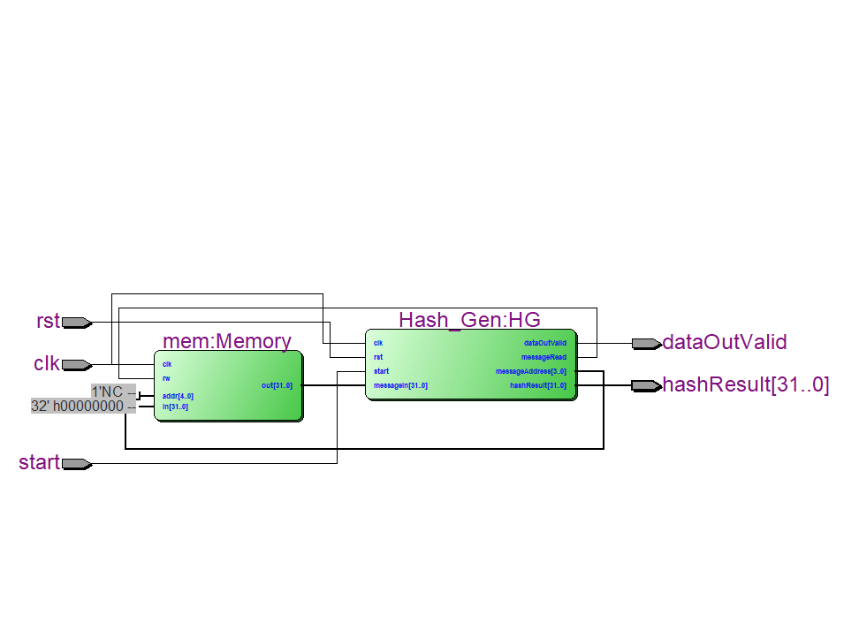 rst
clk
1'NC --
32' h00000000 --
start
mem:Memory
clk
rw
addr[4..0]
in[31..0]
out[31..0]
Hash_Gen:HG
clk
rst
start
messageIn[31..0]
dataOutValid
messageRead
messageAddress[3..0]
hashResult[31..0]
dataOutValid
hashResult[31..0]